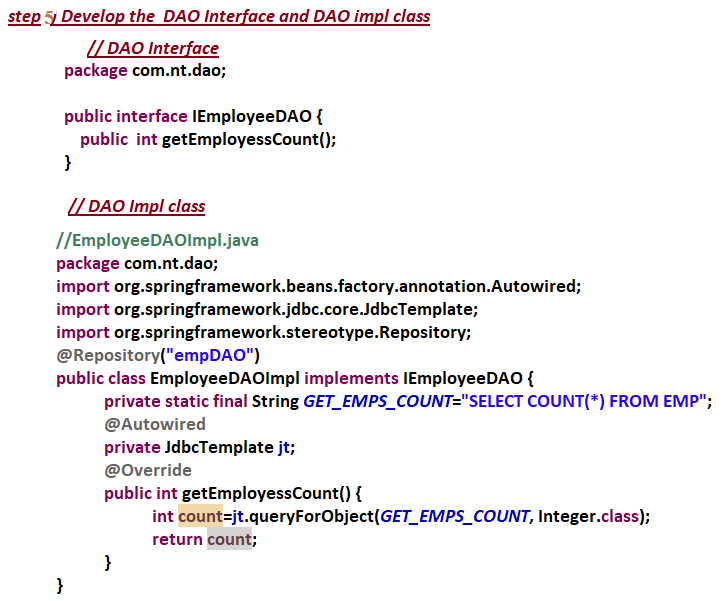 step 5) Develop the DAO Interface and DAO impl class
// DAO Interface
package com.nt.dao;
public interface IEmployeeDAO {
public int getEmployessCount();
}
// DAO Impl class
//EmployeeDAOImpl.java
package com.nt.dao;
import org.springframework.beans.factory.annotation.Autowired;
import org.springframework.jdbc.core.JdbcTemplate;
import org.springframework.stereotype.Repository;
@Repository("empDAO")
public class EmployeeDAOImpl implements IEmployeeDAO {
private static final String GET_EMPS_COUNT="SELECT COUNT(*) FROM EMP";
@Autowired
private JdbcTemplate jt;
@Override
public int getEmployessCount() {
int count=jt.queryForObject(GET_EMPS_COUNT, Integer.class);
return count;
}
}